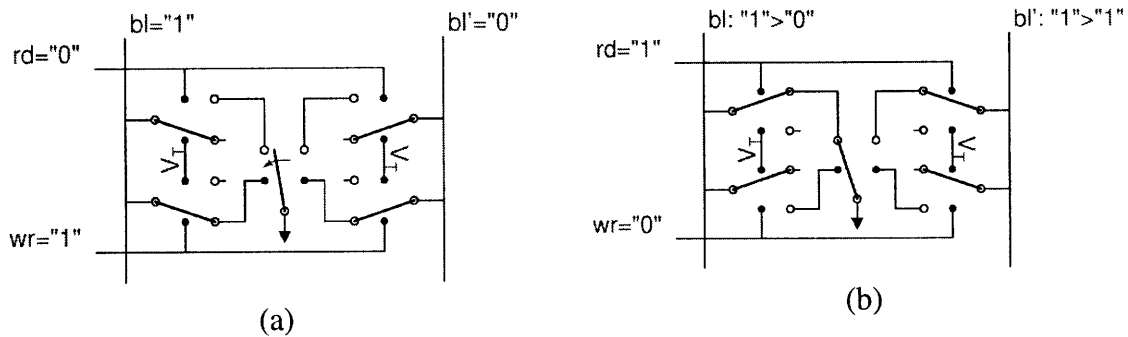 bl="1"
bl'="0"
rd="0"
V_T
V_T
wr="1"
(a)
bl: "1">"0"
bl': "1">"1"
rd="1"
V_T
V_T
wr="0"
(b)